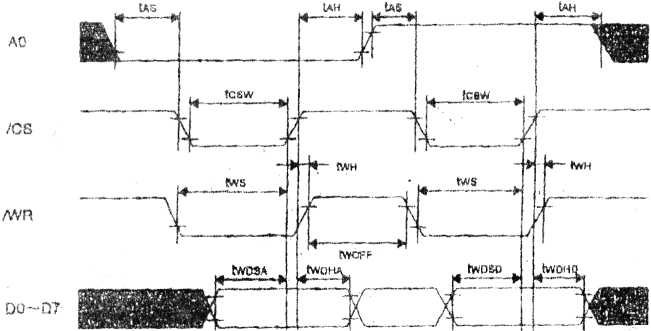 tAS tAH tAS tAH
A0
tCSW tCSW
/CS
tWH tWH
tWS tWS
/WR
tWOFF
tWDSA tWDHA tWDSD tWDHD
D0~D7